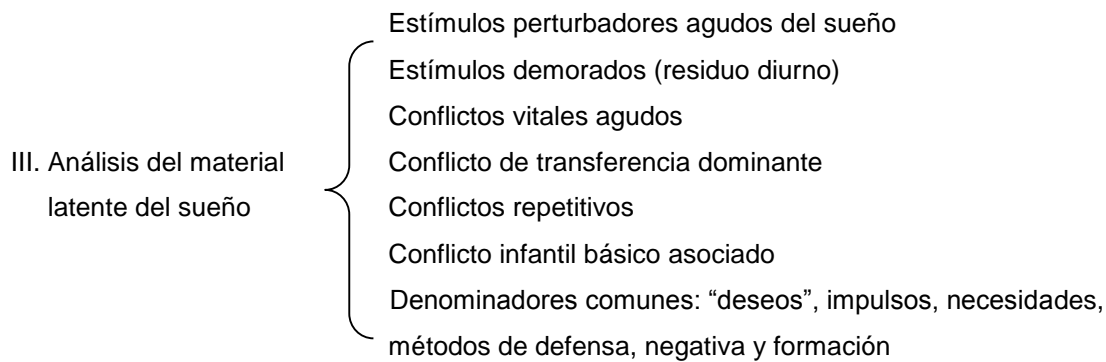 Estímulos perturbadores agudos del sueño
Estímulos demorados (residuo diurno)
Conflictos vitales agudos
III. Análisis del material
latente del sueño
Conflicto de transferencia dominante
Conflictos repetitivos
Conflicto infantil básico asociado
Denominadores comunes: “deseos”, impulsos, necesidades,
métodos de defensa, negativa y formación